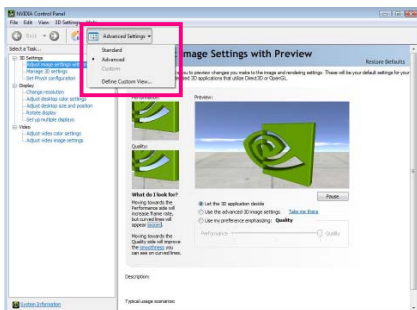 NVIDIA Control Panel
File Edit View 3D Settings Help
Back
Advanced Settings
Standard
Advanced
Custom
Define Custom View...
Select a Task...
3D Settings
Adjust image settings with
Manage 3D settings
Set PhysX configuration
Display
Change resolution
Adjust desktop color settings
Adjust desktop size and position
Rotate display
Set up multiple displays
Video
Adjust video color settings
Adjust video image settings
System Information
mage Settings with Preview
Restore Defaults
you to preview changes you make to the image and rendering settings. These will be your default settings for your
3D applications that utilize Direct3D or OpenGL.
Performance:
Preview:
Quality:
What do I look for?
Moving towards the
Performance side will
increase frame rate,
but curved lines will
appear
Moving towards the
Quality side will improve
the smoothness you
can see on curved lines.
Pause
Let the 3D application decide
Use the advanced 3D image settings Take me there
Use my preference emphasizing: Quality
Performance Quality
Description:
Typical usage scenarios: